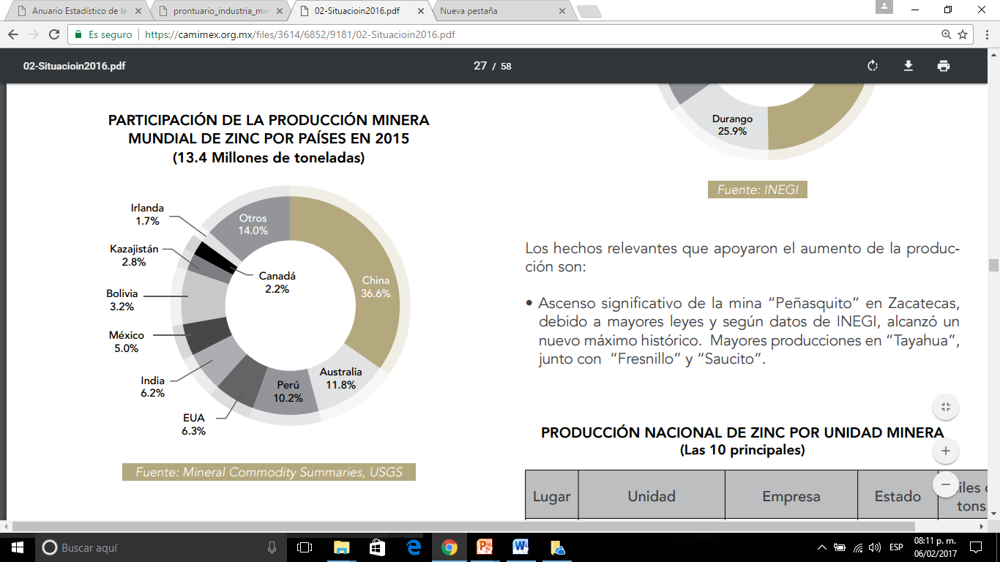 Anuario Estadístico de la
prontuario_industria_min
02-Situacioin2016.pdf
Nueva pestaña
Es seguro
https://camimex.org.mx/files/3614/6852/9181/02-Situacioin2016.pdf
02-Situacioin2016.pdf
27 / 58
PARTICIPACIÓN DE LA PRODUCCIÓN MINERA
MUNDIAL DE ZINC POR PAÍSES EN 2015
(13.4 Millones de toneladas)
Irlanda
1.7%
Otros
14.0%
Kazajistán
2.8%
Canadá
2.2%
China
36.6%
Bolivia
3.2%
México
5.0%
Australia
11.8%
India
6.2%
Perú
10.2%
EUA
6.3%
Fuente: Mineral Commodity Summaries, USGS
Durango
25.9%
Fuente: INEGI
Los hechos relevantes que apoyaron el aumento de la produc-
ción son:
• Ascenso significativo de la mina “Peñasquito” en Zacatecas,
debido a mayores leyes y según datos de INEGI, alcanzó un
nuevo máximo histórico. Mayores producciones en “Tayahua”,
junto con “Fresnillo” y “Saucito”.
PRODUCCIÓN NACIONAL DE ZINC POR UNIDAD MINERA
(Las 10 principales)
Lugar
Unidad
Empresa
Estado
tons.
Buscar aquí
ESP
08:11 p. m.
06/02/2017